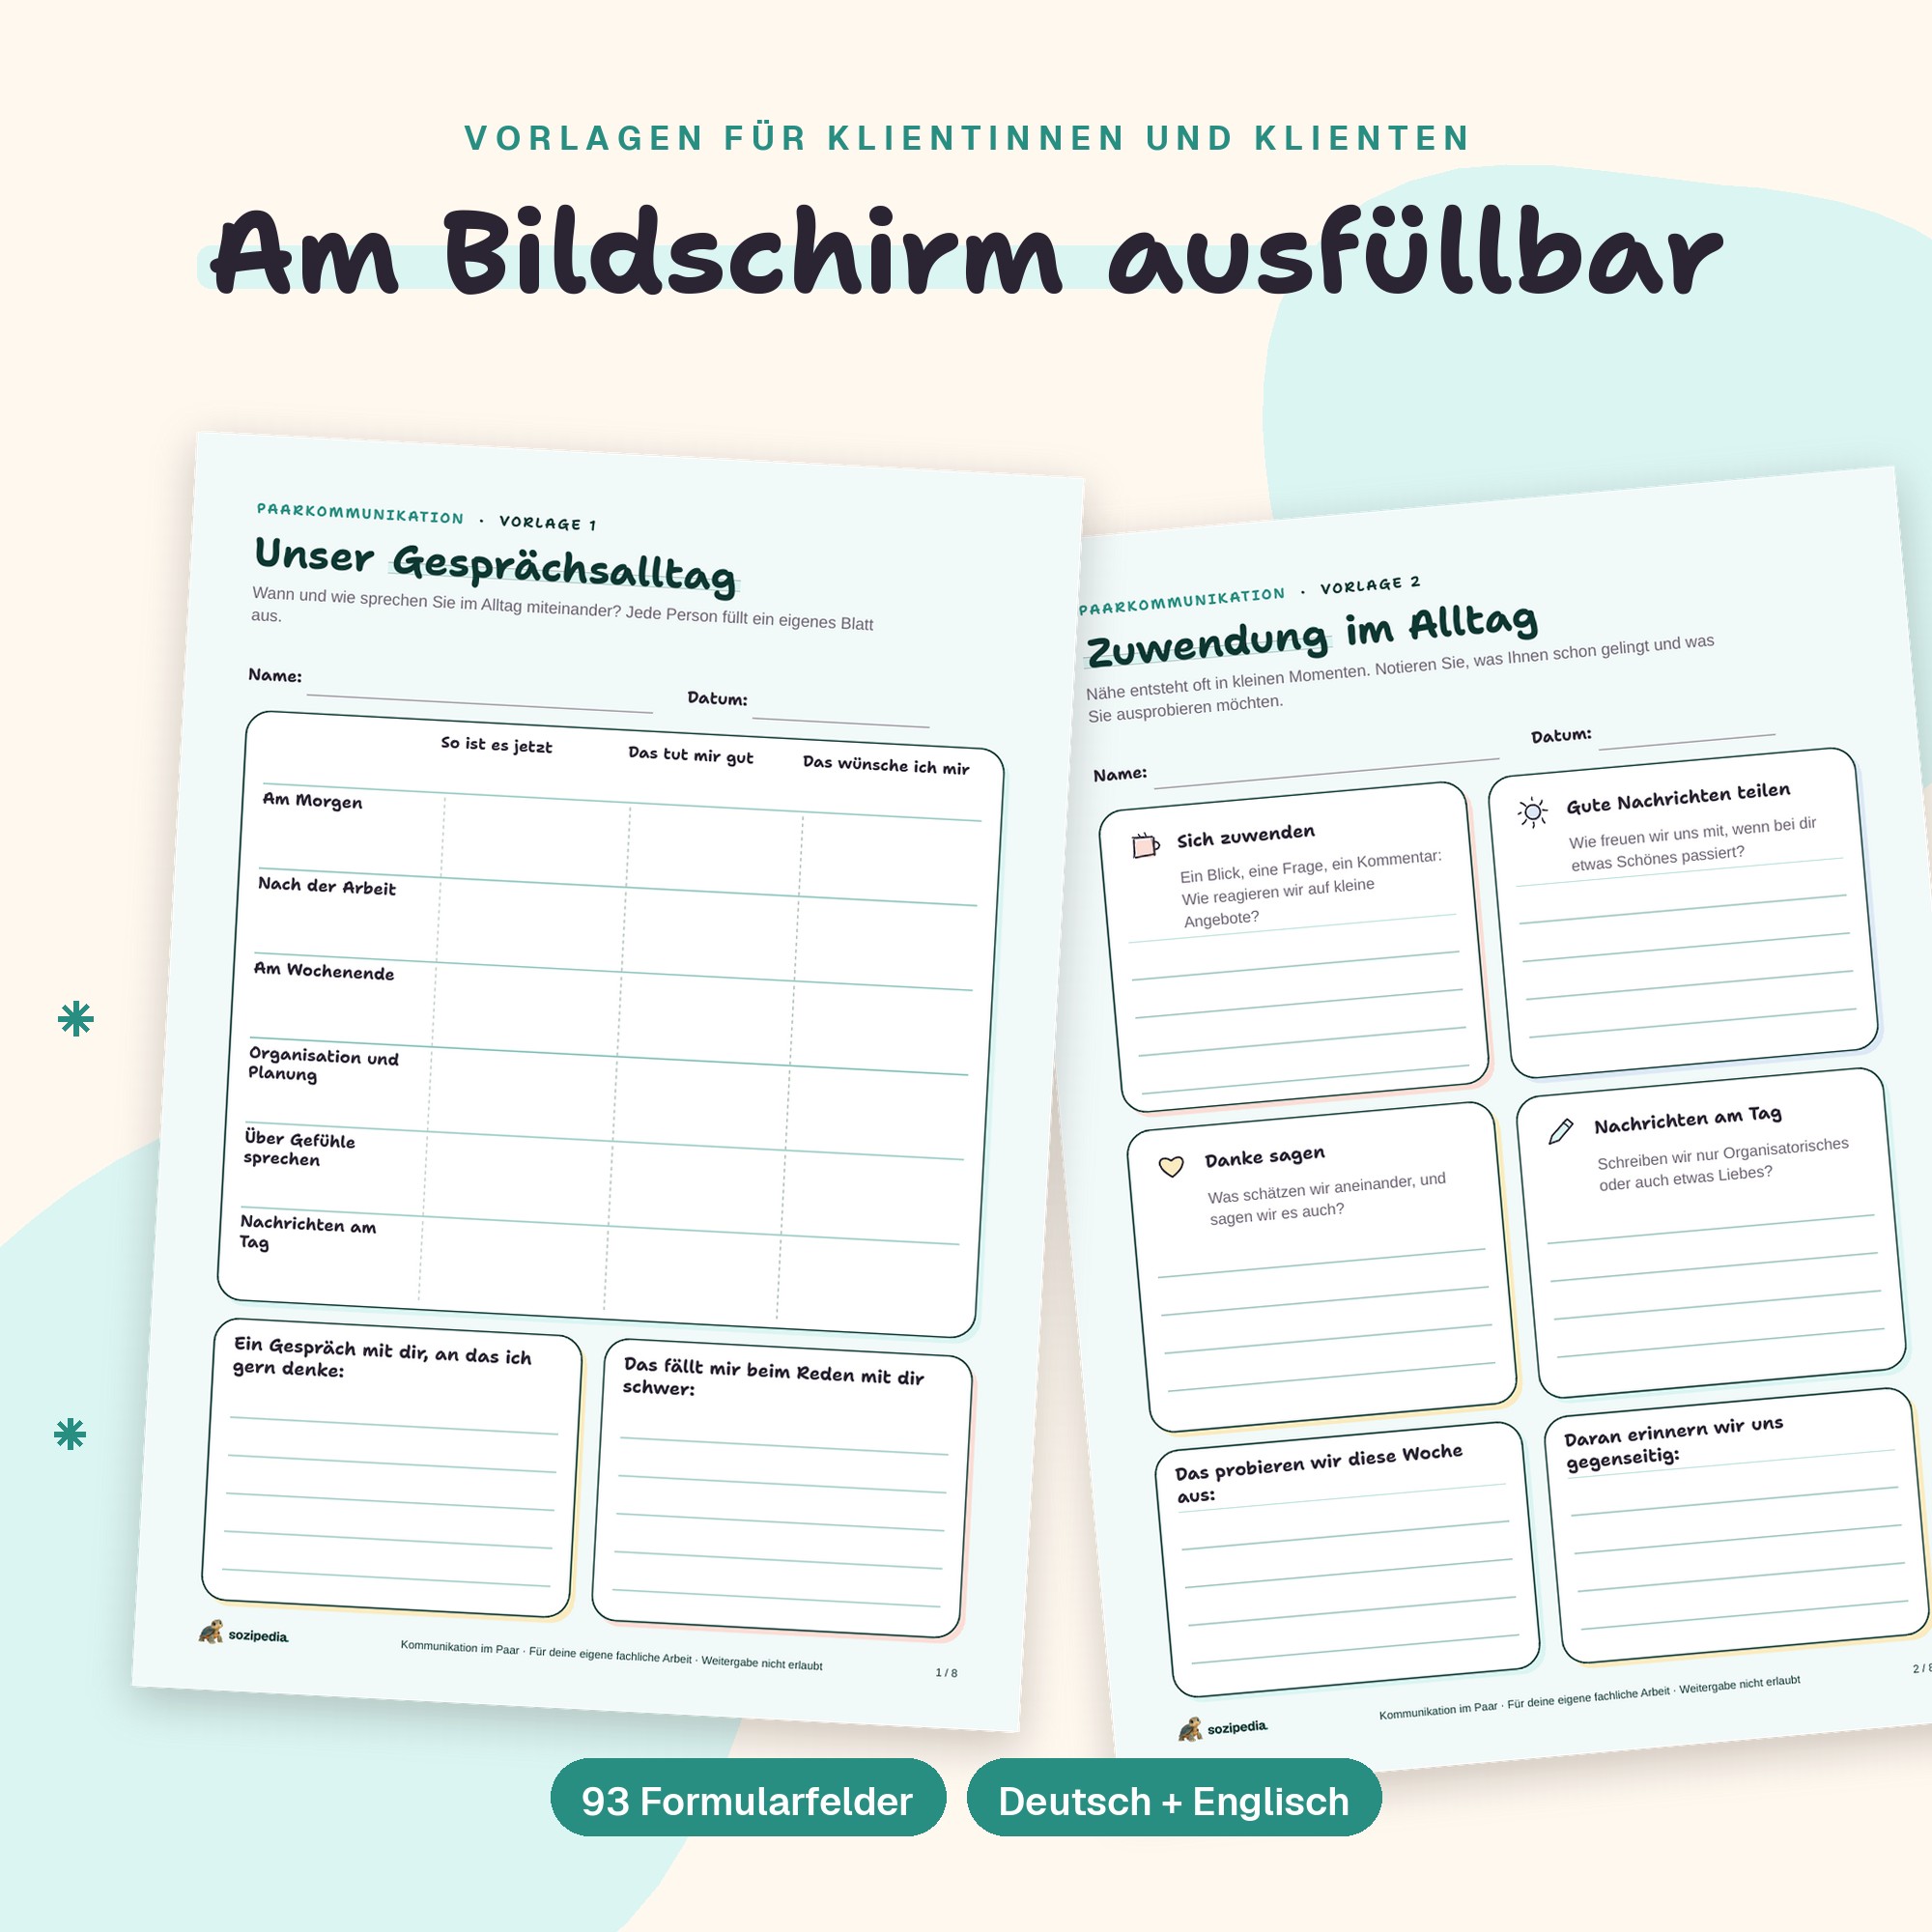 VORLAGEN FÜR KLIENTINNEN UND KLIENTEN
Am Bildschirm ausfüllbar
PAARKOMMUNIKATION · VORLAGE 1
Unser Gesprächsalltag
Wann und wie sprechen Sie im Alltag miteinander? Jede Person füllt ein eigenes Blatt
aus.
Name:
Datum:
So ist es jetzt
Das tut mir gut
Das wünsche ich mir
Am Morgen
Nach der Arbeit
Am Wochenende
Organisation und
Planung
Über Gefühle
sprechen
Nachrichten am
Tag
Ein Gespräch mit dir, an das ich
gern denke:
Das fällt mir beim Reden mit dir
schwer:
sozipedia.
Kommunikation im Paar · Für deine eigene fachliche Arbeit · Weitergabe nicht erlaubt
1 / 8
PAARKOMMUNIKATION · VORLAGE 2
Zuwendung im Alltag
Nähe entsteht oft in kleinen Momenten. Notieren Sie, was Ihnen schon gelingt und was
Sie ausprobieren möchten.
Name:
Datum:
Sich zuwenden
Ein Blick, eine Frage, ein Kommentar:
Wie reagieren wir auf kleine
Angebote?
Gute Nachrichten teilen
Wie freuen wir uns mit, wenn bei dir
etwas Schönes passiert?
Danke sagen
Was schätzen wir aneinander, und
sagen wir es auch?
Nachrichten am Tag
Schreiben wir nur Organisatorisches
oder auch etwas Liebes?
Das probieren wir diese Woche
aus:
Daran erinnern wir uns
gegenseitig:
sozipedia.
Kommunikation im Paar · Für deine eigene fachliche Arbeit · Weitergabe nicht erlaubt
2 / 8
93 Formularfelder
Deutsch + Englisch